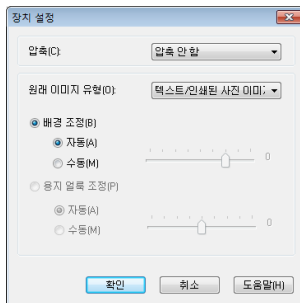 장치 설정
압축(C):
압축 안 함
원래 이미지 유형(O):
텍스트/인쇄된 사진 이미
배경 조정(B)
자동(A)
수동(M)
0
용지 얼룩 조정(P)
자동(A)
수동(M)
0
확인
취소
도움말(H)